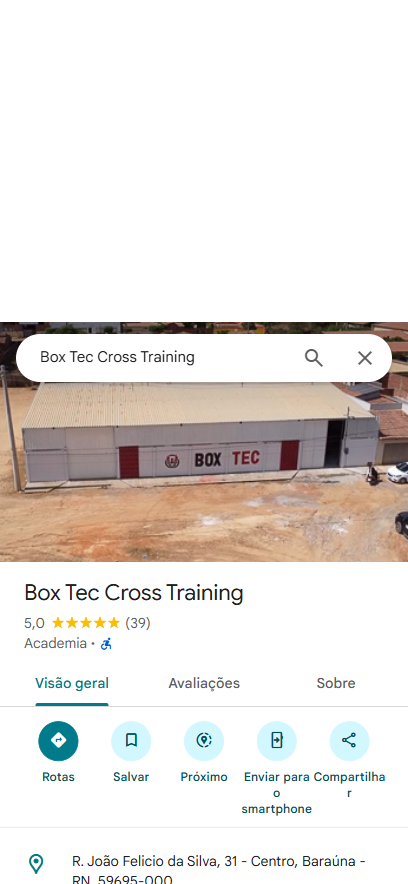 Box Tec Cross Training
BOX TEC
Box Tec Cross Training
5,0 (39)
Academia ·
Visão geral Avaliações Sobre
Rotas Salvar Próximo Enviar para o smartphone Compartilhar
R. João Felicio da Silva, 31 - Centro, Baraúna -
RN, 59695-000